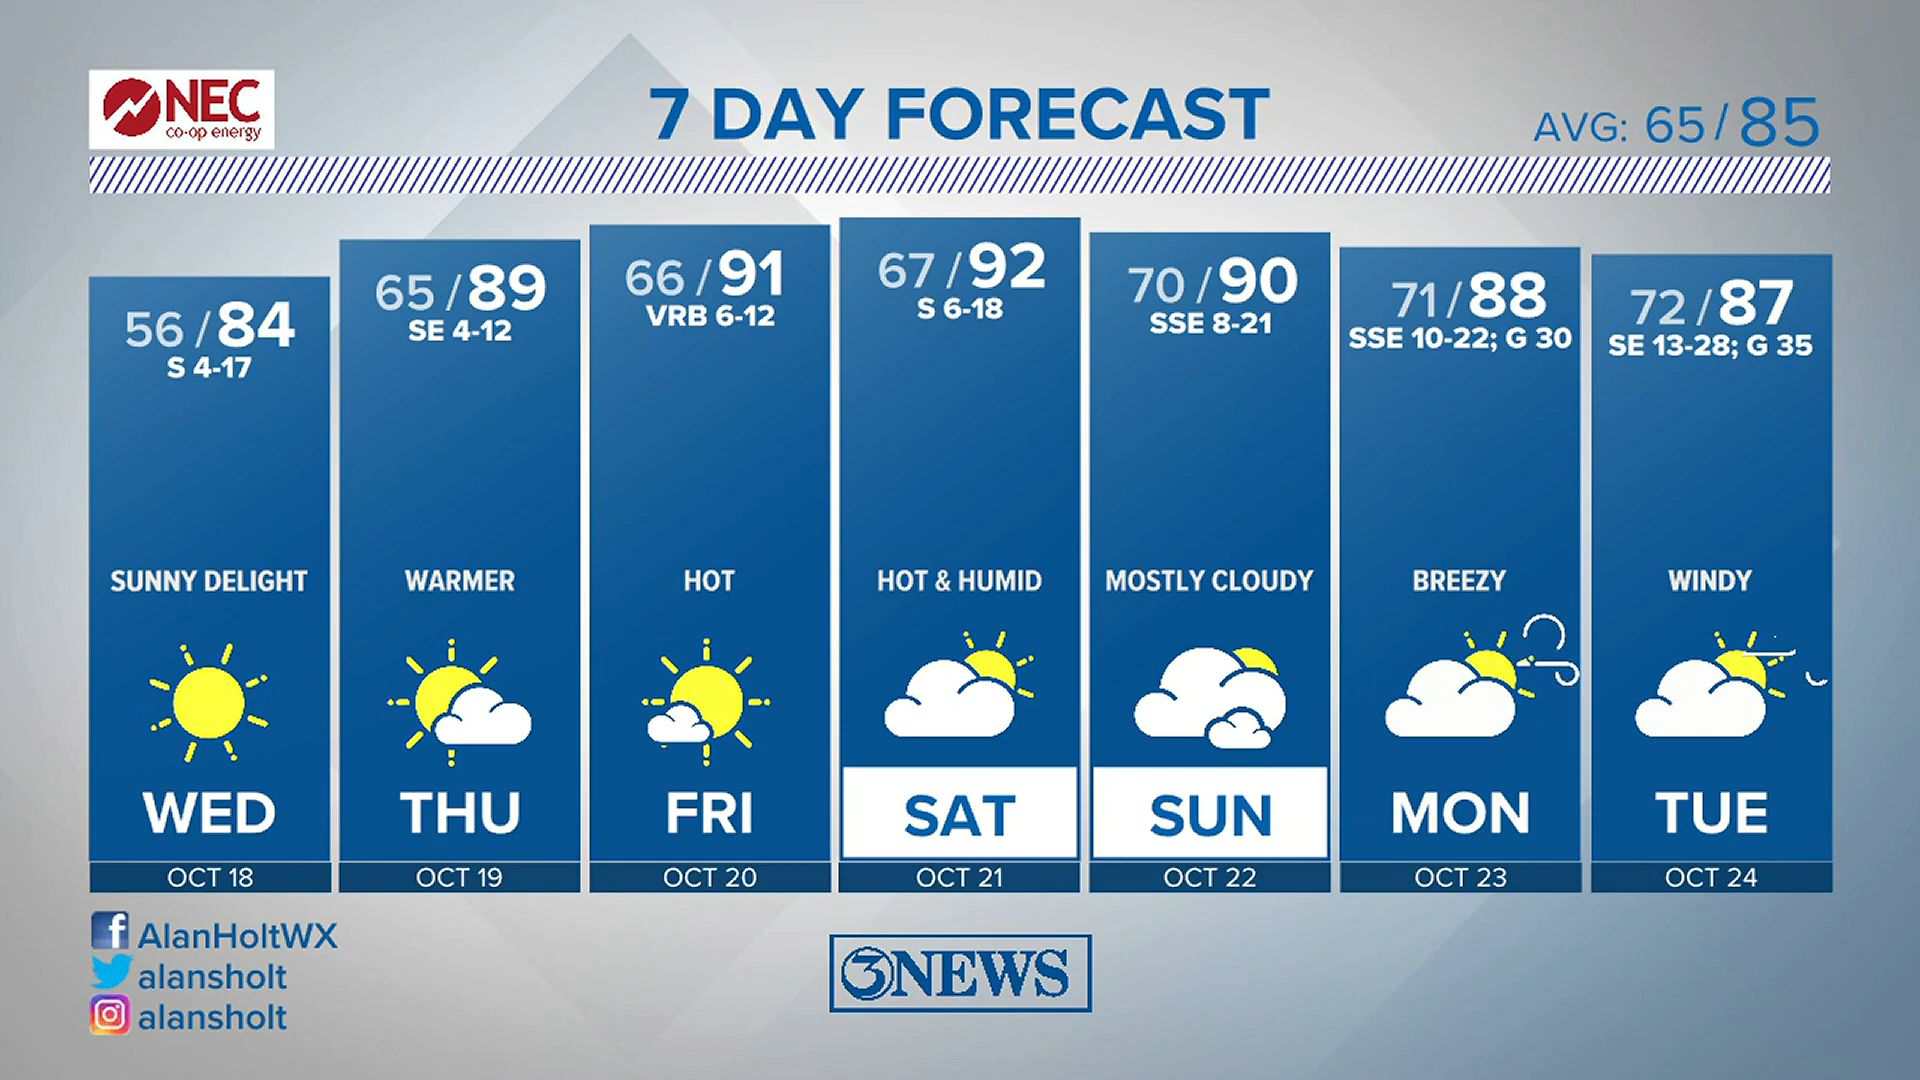 NEC
co-op energy
7 DAY FORECAST
AVG: 65/85
56/84
S 4-17
SUNNY DELIGHT
WED
OCT 18
65/89
SE 4-12
WARMER
THU
OCT 19
66/91
VRB 6-12
HOT
FRI
OCT 20
67/92
S 6-18
HOT & HUMID
SAT
OCT 21
70/90
SSE 8-21
MOSTLY CLOUDY
SUN
OCT 22
71/88
SSE 10-22; G 30
BREEZY
MON
OCT 23
72/87
SE 13-28; G 35
WINDY
TUE
OCT 24
AlanHoltWX
alansholt
alansholt
3NEWS